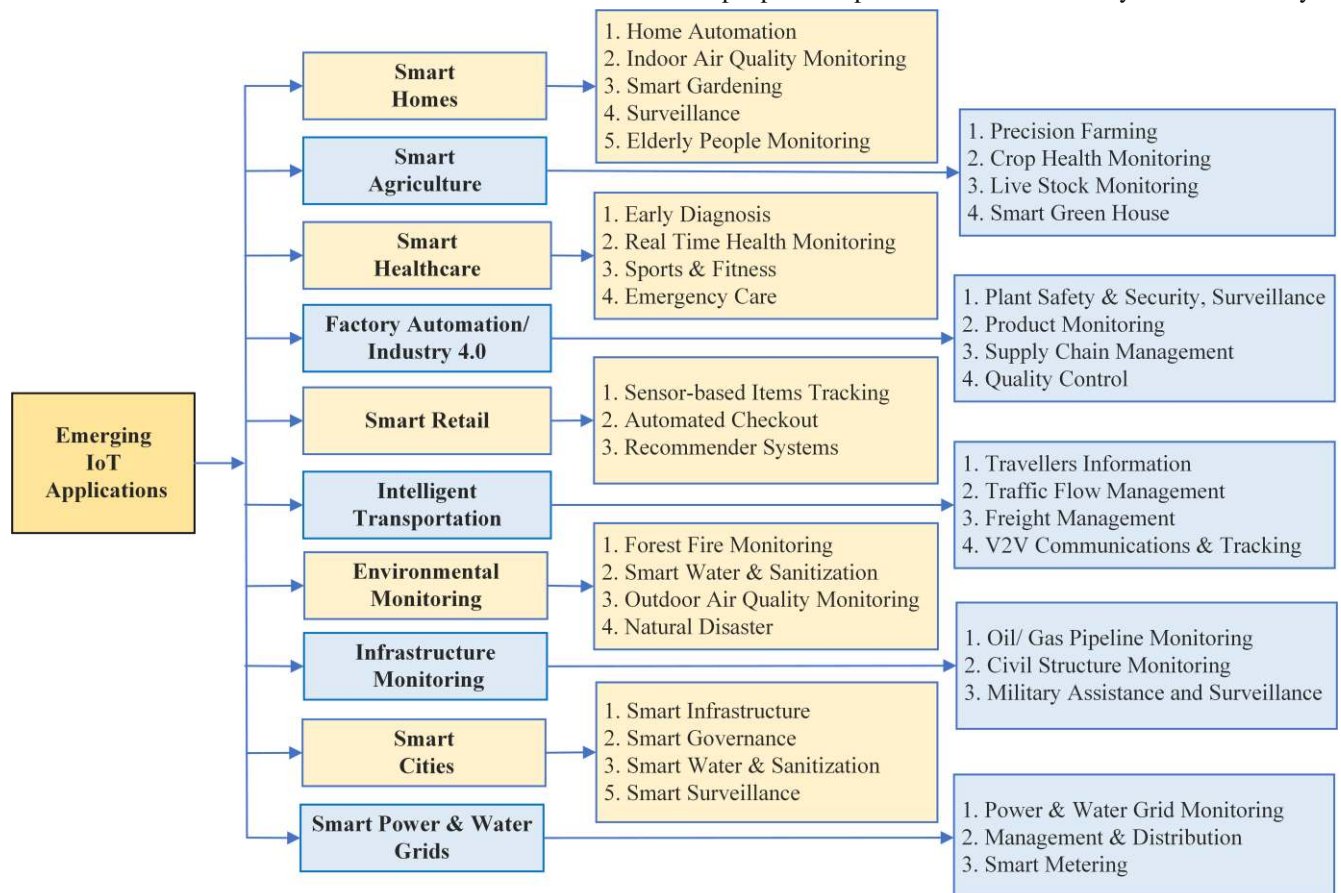 Emerging
IoT
Applications
Smart
Homes
1. Home Automation
2. Indoor Air Quality Monitoring
3. Smart Gardening
4. Surveillance
5. Elderly People Monitoring
Smart
Agriculture
1. Precision Farming
2. Crop Health Monitoring
3. Live Stock Monitoring
4. Smart Green House
Smart
Healthcare
1. Early Diagnosis
2. Real Time Health Monitoring
3. Sports & Fitness
4. Emergency Care
Factory Automation/
Industry 4.0
1. Plant Safety & Security, Surveillance
2. Product Monitoring
3. Supply Chain Management
4. Quality Control
Smart Retail
1. Sensor-based Items Tracking
2. Automated Checkout
3. Recommender Systems
Intelligent
Transportation
1. Travellers Information
2. Traffic Flow Management
3. Freight Management
4. V2V Communications & Tracking
Environmental
Monitoring
1. Forest Fire Monitoring
2. Smart Water & Sanitization
3. Outdoor Air Quality Monitoring
4. Natural Disaster
Infrastructure
Monitoring
1. Oil/ Gas Pipeline Monitoring
2. Civil Structure Monitoring
3. Military Assistance and Surveillance
Smart
Cities
1. Smart Infrastructure
2. Smart Governance
3. Smart Water & Sanitization
5. Smart Surveillance
Smart Power & Water
Grids
1. Power & Water Grid Monitoring
2. Management & Distribution
3. Smart Metering